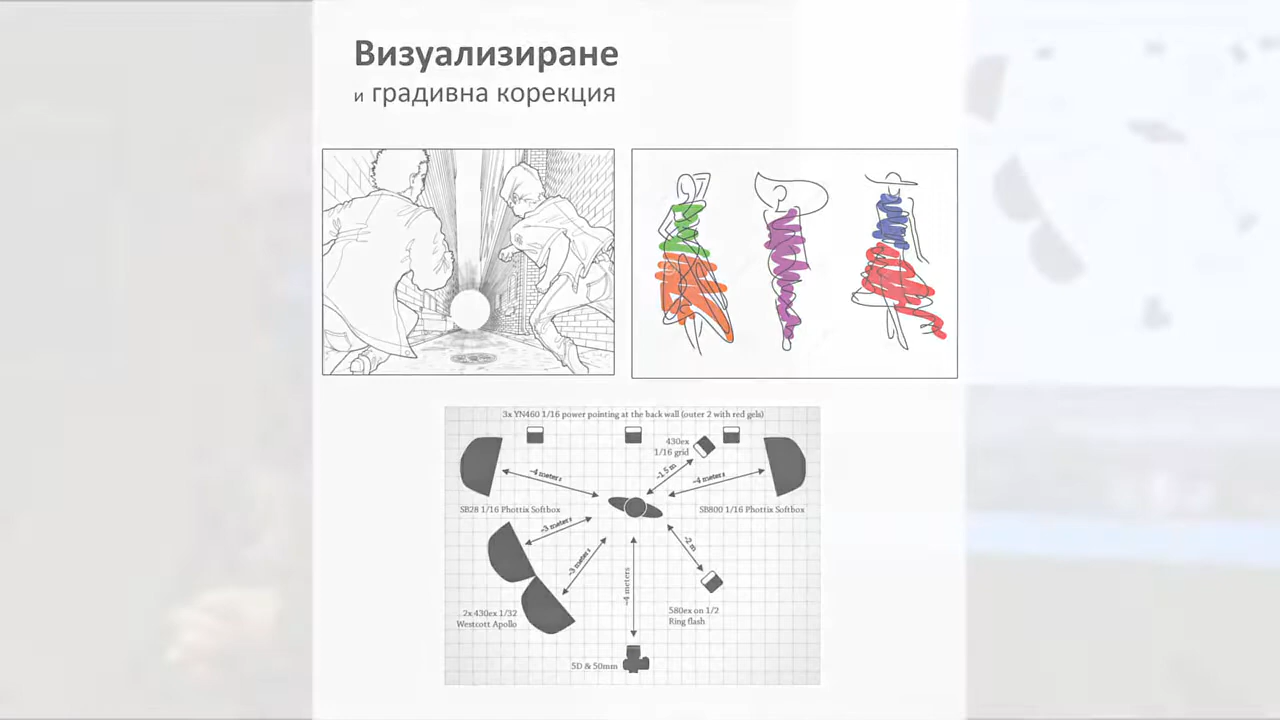 Визуализиране
и градивна корекция
3x YN460 1/16 power pointing at the back wall (outer 2 with red gels)
430ex
1/16 grid
~4 meters
~1.5 m
~4 meters
SB28 1/16 Phottix Softbox
SB800 1/16 Phottix Softbox
~3 meters
~3 meters
~4 meters
~2 m
2x 430ex 1/32
Westcott Apollo
580ex on 1/2
Ring flash
5D & 50mm